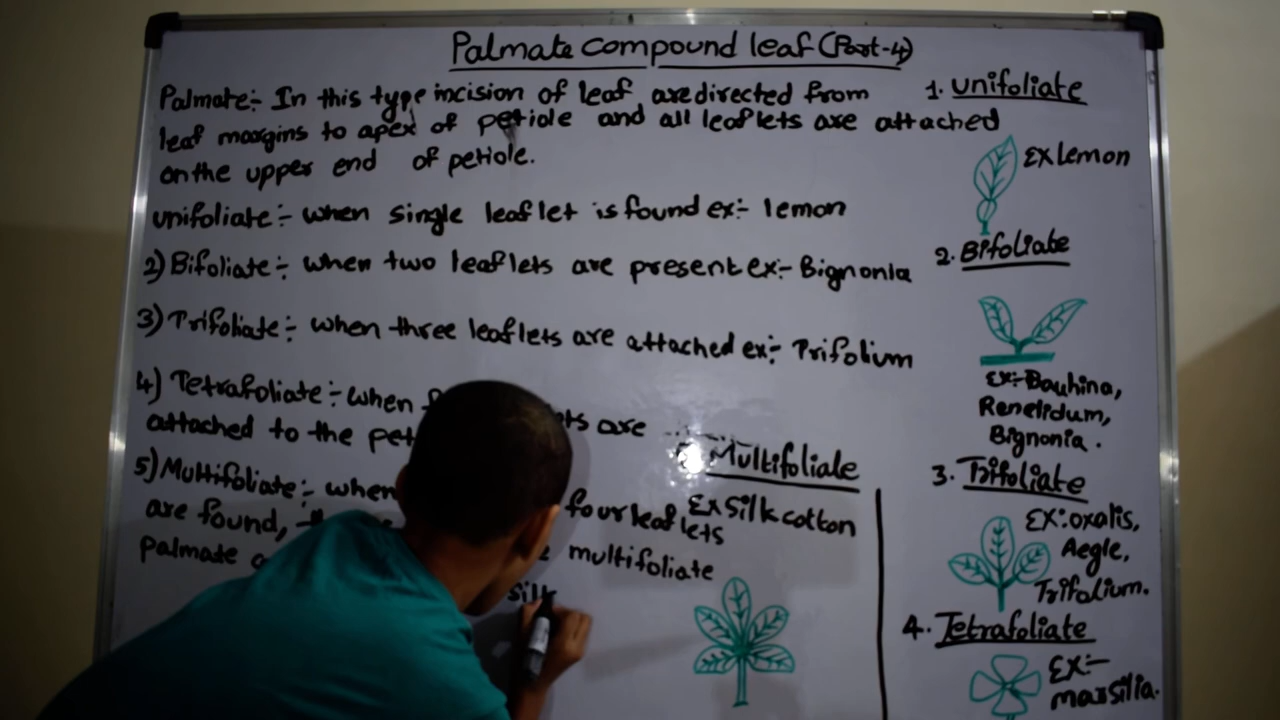 Palmate compound leaf (Part-4)
Palmate:- In this type incision of leaf are directed from
leaf margins to apex of petiole and all leaflets are attached
on the upper end of petiole.
unifoliate:- when single leaflet is found ex:- lemon
2) Bifoliate:- when two leaflets are present ex:- Bignonia
3) Trifoliate:- when three leaflets are attached ex:- Trifolium
4) Tetrafoliate:- when are
attached to the
5) Multifoliate:- when four leaflets
are found,
palmate multifoliate
silk
Multifoliate
Ex silk cotton
1. unifoliate
Ex lemon
2. Bifoliate
Ex:- Bauhina,
Renelidum,
Bignonia.
3. Trifoliate
Ex:- oxalis,
Aegle,
Trifolium.
4. Tetrafoliate
Ex:-
marsilia.